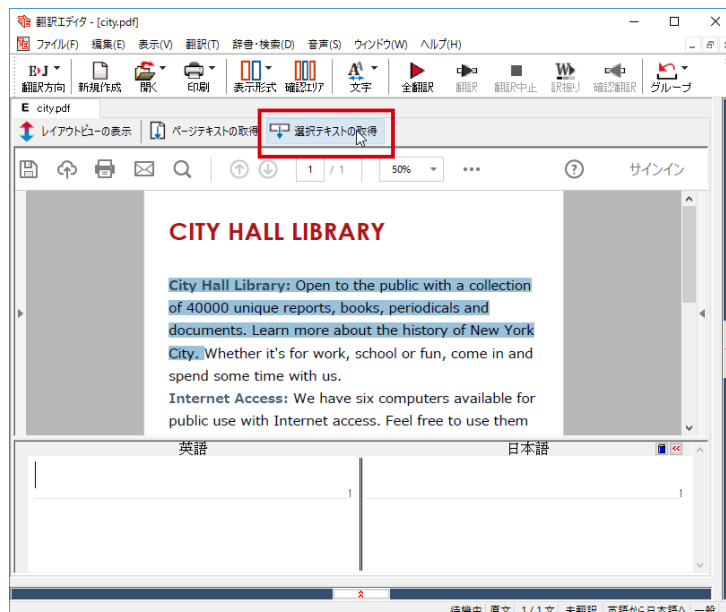 翻訳エディタ - [city.pdf]
ファイル(F) 編集(E) 表示(V) 翻訳(T) 辞書・検索(D) 音声(S) ウィンドウ(W) ヘルプ(H)
翻訳方向 新規作成 開く 印刷 表示形式 確認エリア 文字 全翻訳 翻訳 翻訳中止 訳振り 確認翻訳 グループ
E city.pdf
レイアウトビューの表示 ページテキストの取得 選択テキストの取得
1 / 1 50% サインイン
CITY HALL LIBRARY
City Hall Library: Open to the public with a collection
of 40000 unique reports, books, periodicals and
documents. Learn more about the history of New York
City. Whether it's for work, school or fun, come in and
spend some time with us.
Internet Access: We have six computers available for
public use with Internet access. Feel free to use them
英語 日本語
1 1
待機中 原文 1/1文 未翻訳 英語から日本語へ 一般